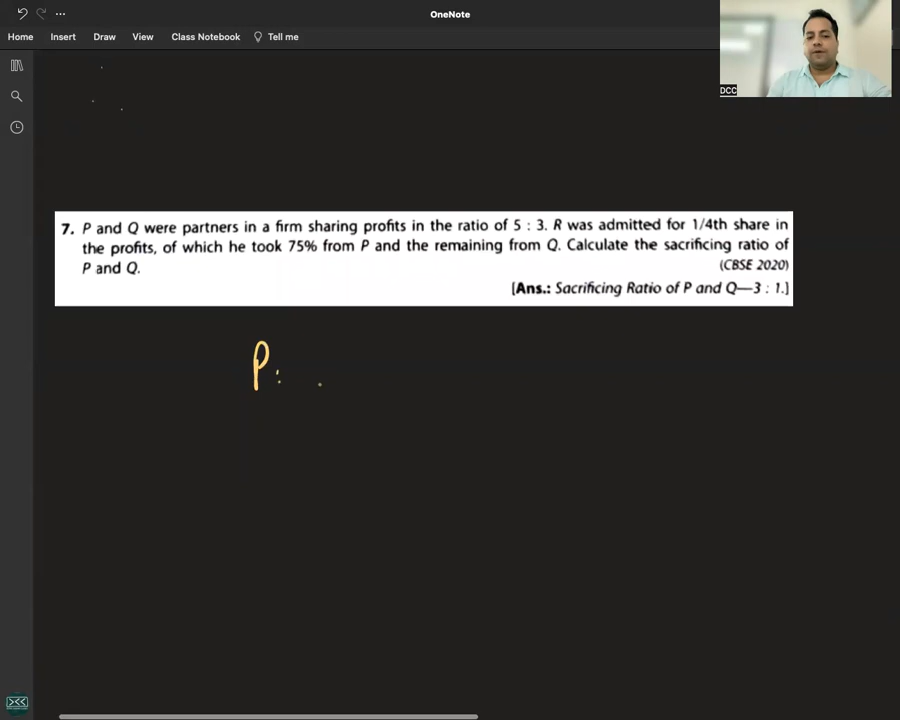 OneNote
Home Insert Draw View Class Notebook Tell me
DCC
7. P and Q were partners in a firm sharing profits in the ratio of 5 : 3. R was admitted for 1/4th share in
the profits, of which he took 75% from P and the remaining from Q. Calculate the sacrificing ratio of
P and Q. (CBSE 2020)
[Ans.: Sacrificing Ratio of P and Q—3 : 1.]
P: